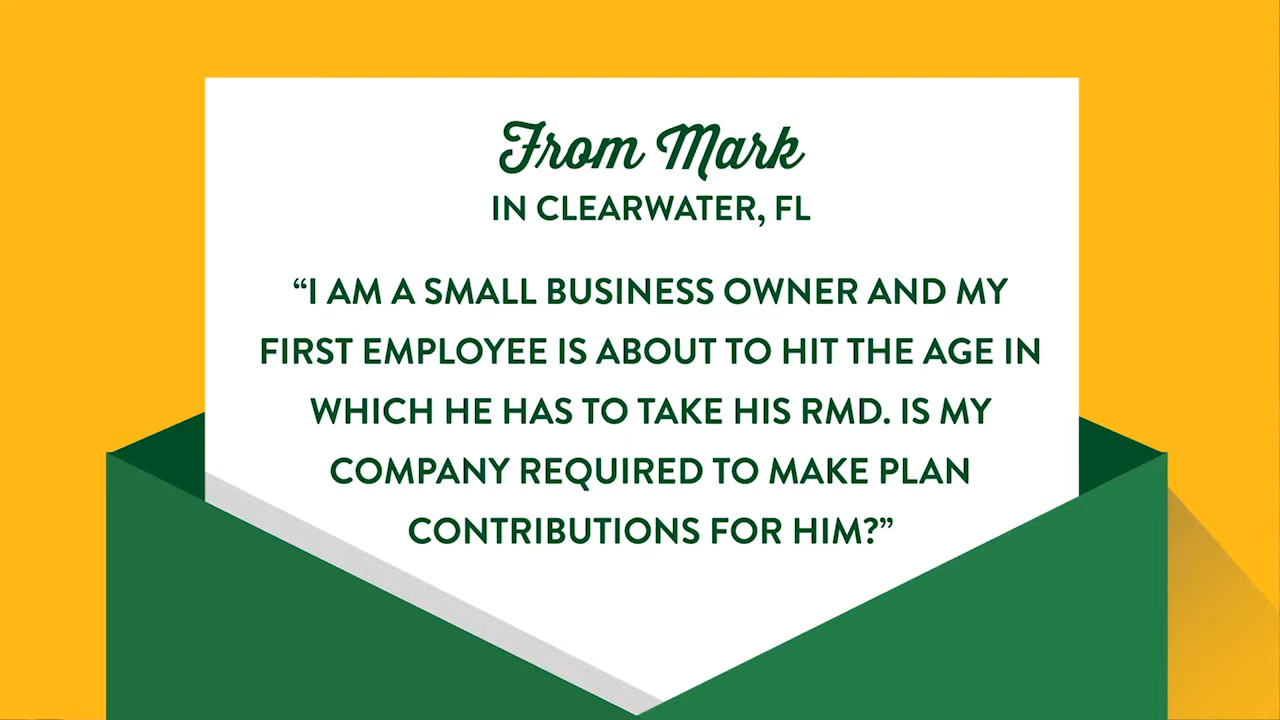 From Mark
IN CLEARWATER, FL
“I AM A SMALL BUSINESS OWNER AND MY
FIRST EMPLOYEE IS ABOUT TO HIT THE AGE IN
WHICH HE HAS TO TAKE HIS RMD. IS MY
COMPANY REQUIRED TO MAKE PLAN
CONTRIBUTIONS FOR HIM?”